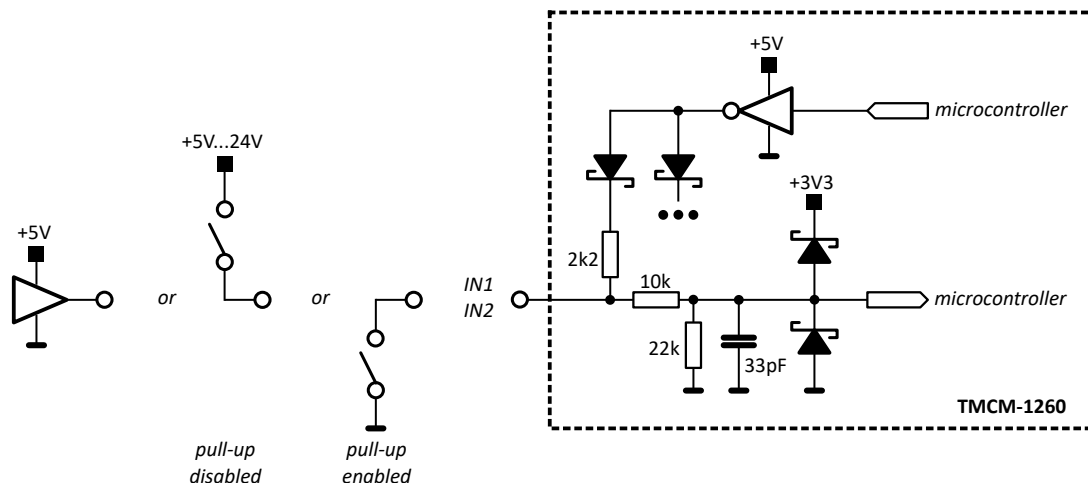 +5V
microcontroller
+5V...24V
+3V3
+5V
2k2
or
or
IN1
IN2
10k
microcontroller
22k
33pF
TMCM-1260
pull-up
disabled
pull-up
enabled